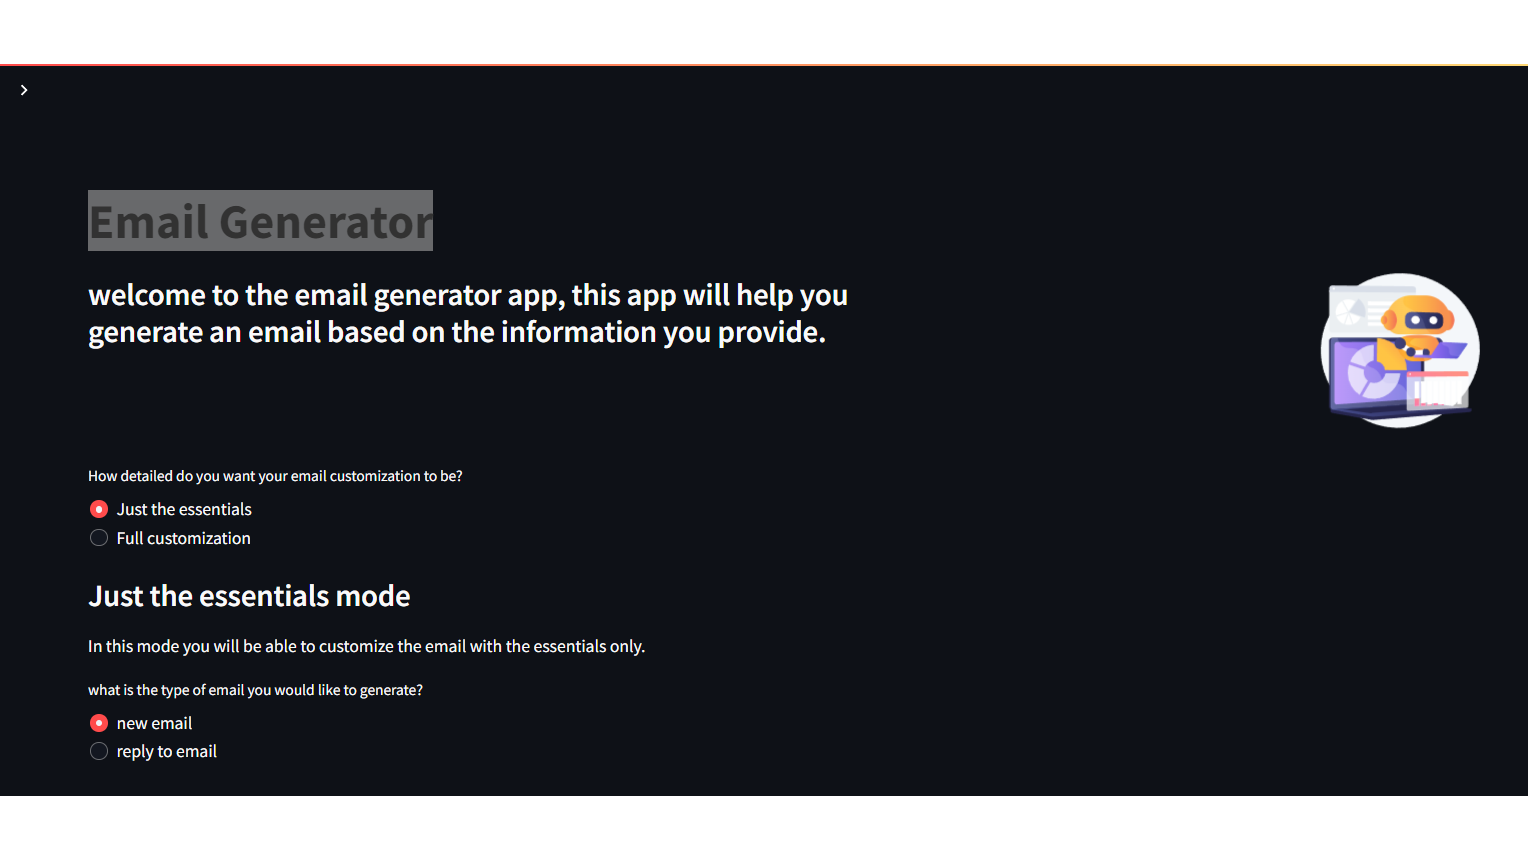 Email Generator
welcome to the email generator app, this app will help you
generate an email based on the information you provide.
How detailed do you want your email customization to be?
Just the essentials
Full customization
Just the essentials mode
In this mode you will be able to customize the email with the essentials only.
what is the type of email you would like to generate?
new email
reply to email